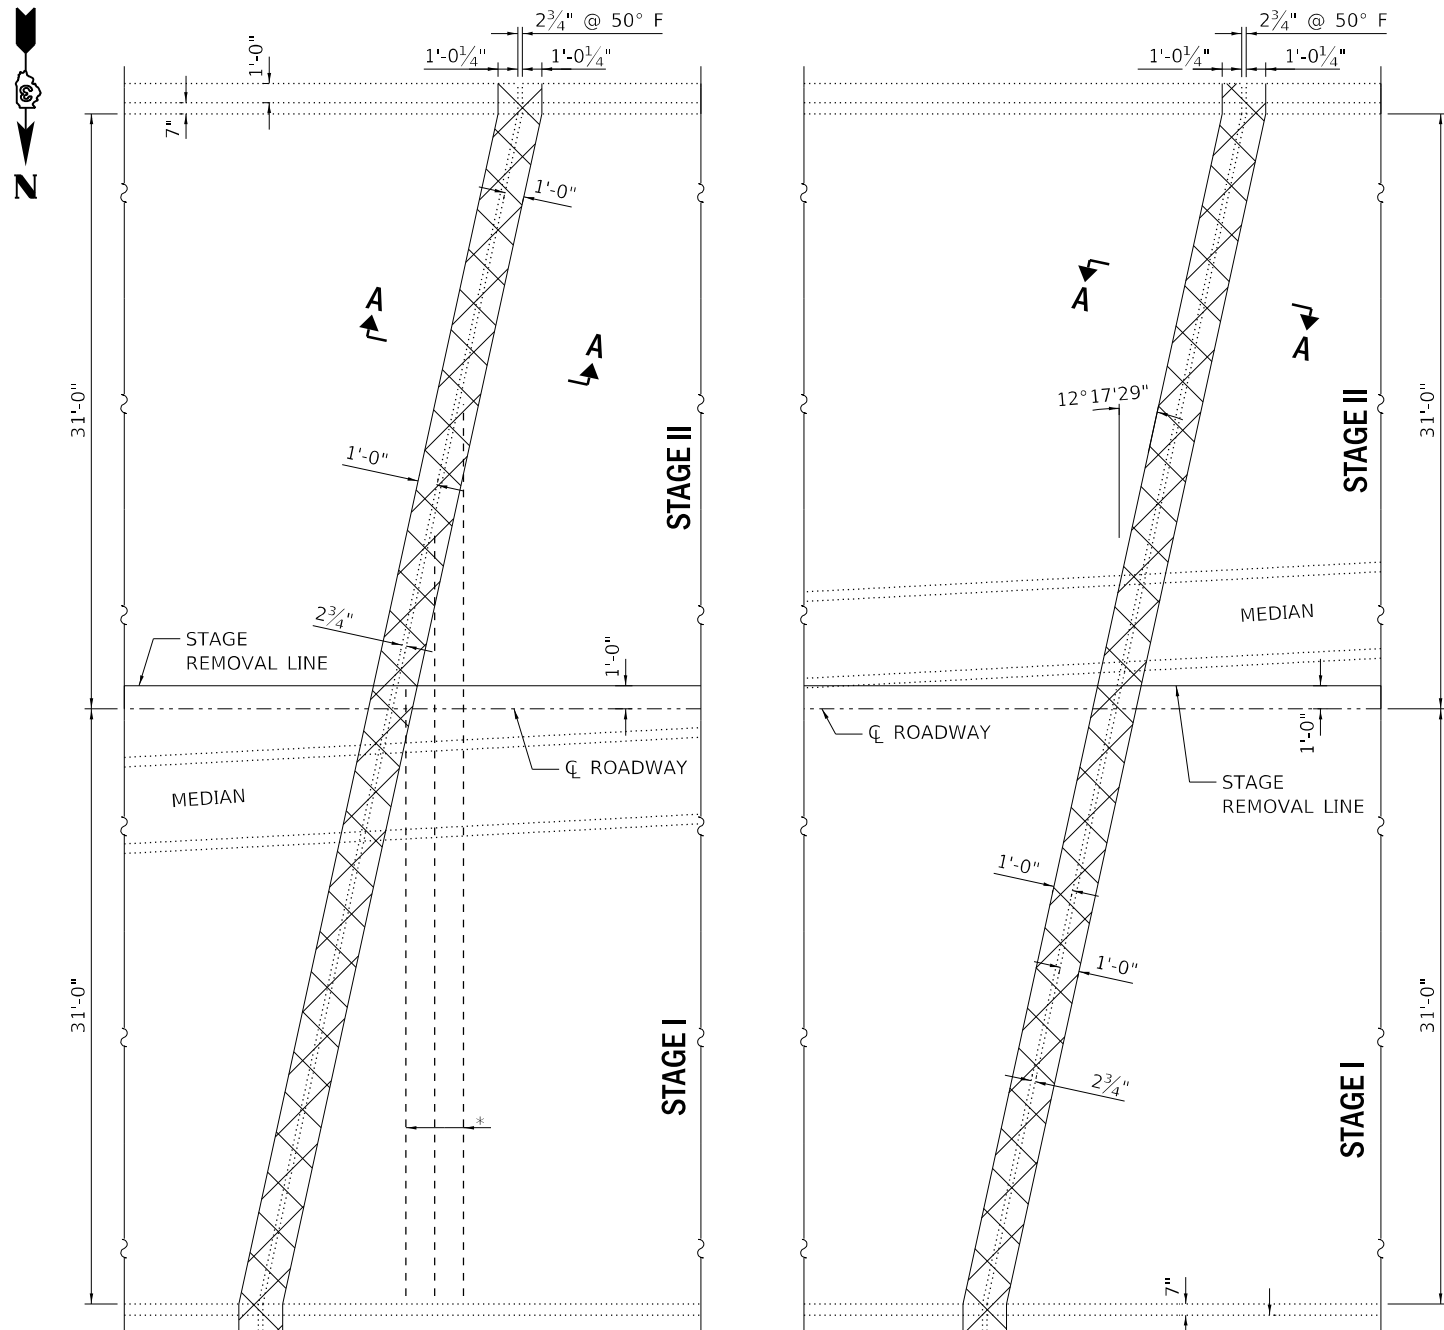 2¾" @ 50° F
1'-0¼"
1'-0¼"
1'-0"
7"
N
1'-0"
A
A
31'-0"
1'-0"
STAGE II
2¾"
STAGE
REMOVAL LINE
1'-0"
℄ ROADWAY
MEDIAN
31'-0"
STAGE I
*
2¾" @ 50° F
1'-0¼"
1'-0¼"
A
A
12°17'29"
31'-0"
STAGE II
MEDIAN
℄ ROADWAY
1'-0"
STAGE
REMOVAL LINE
1'-0"
1'-0"
31'-0"
2¾"
STAGE I
7"